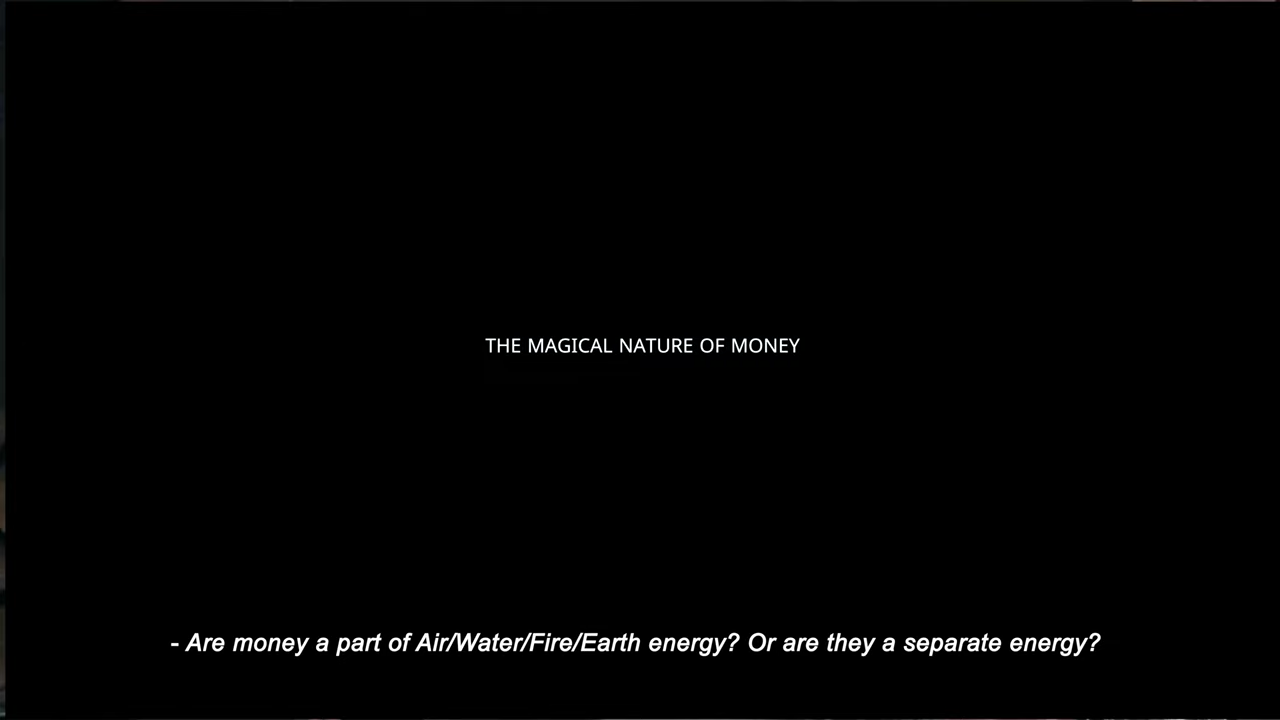 THE MAGICAL NATURE OF MONEY
- Are money a part of Air/Water/Fire/Earth energy? Or are they a separate energy?